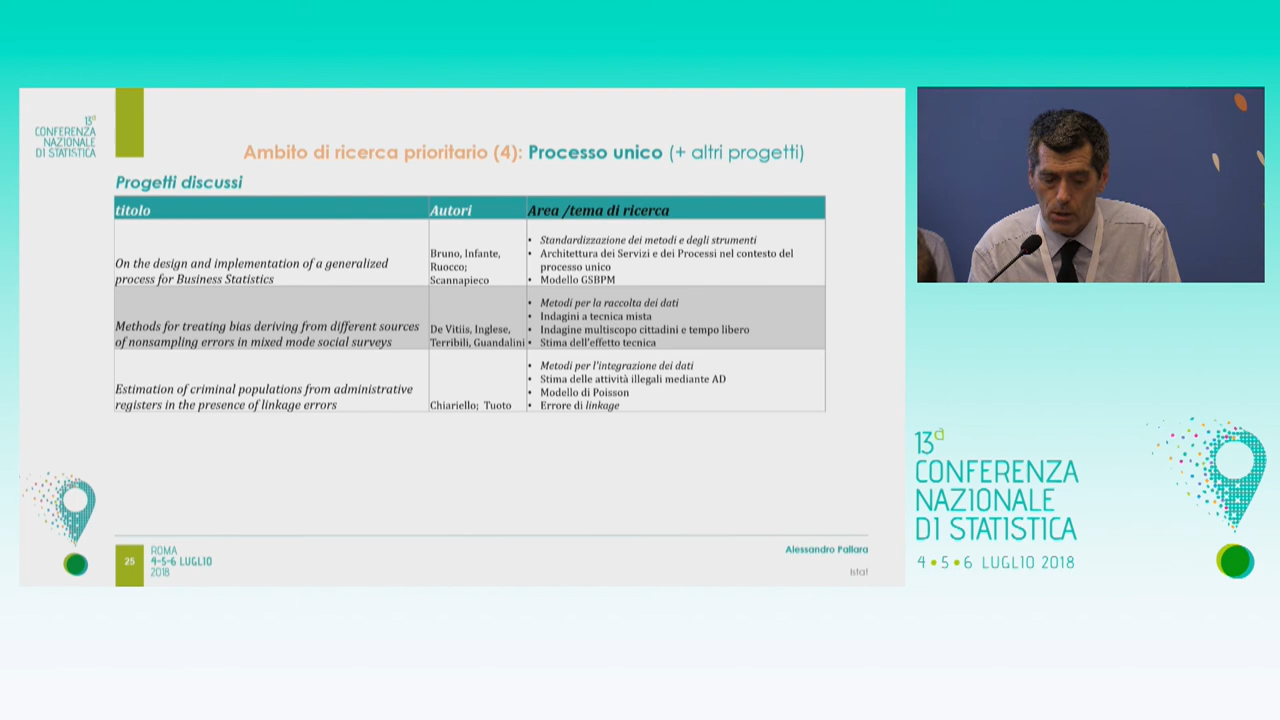 13ª
CONFERENZA
NAZIONALE
DI STATISTICA
Ambito di ricerca prioritario (4): Processo unico (+ altri progetti)
Progetti discussi
titolo
Autori
Area /tema di ricerca
On the design and implementation of a generalized
process for Business Statistics
Bruno, Infante,
Ruocco;
Scannapieco
• Standardizzazione dei metodi e degli strumenti
• Architettura dei Servizi e dei Processi nel contesto del
processo unico
• Modello GSBPM
Methods for treating bias deriving from different sources
of nonsampling errors in mixed mode social surveys
De Vitiis, Inglese,
Terribili, Guandalini
• Metodi per la raccolta dei dati
• Indagini a tecnica mista
• Indagine multiscopo cittadini e tempo libero
• Stima dell'effetto tecnica
Estimation of criminal populations from administrative
registers in the presence of linkage errors
Chiariello; Tuoto
• Metodi per l'integrazione dei dati
• Stima delle attività illegali mediante AD
• Modello di Poisson
• Errore di linkage
25
ROMA
4-5-6 LUGLIO
2018
Alessandro Pallara
Istat
13ª
CONFERENZA
NAZIONALE
DI STATISTICA
4•5•6 LUGLIO 2018